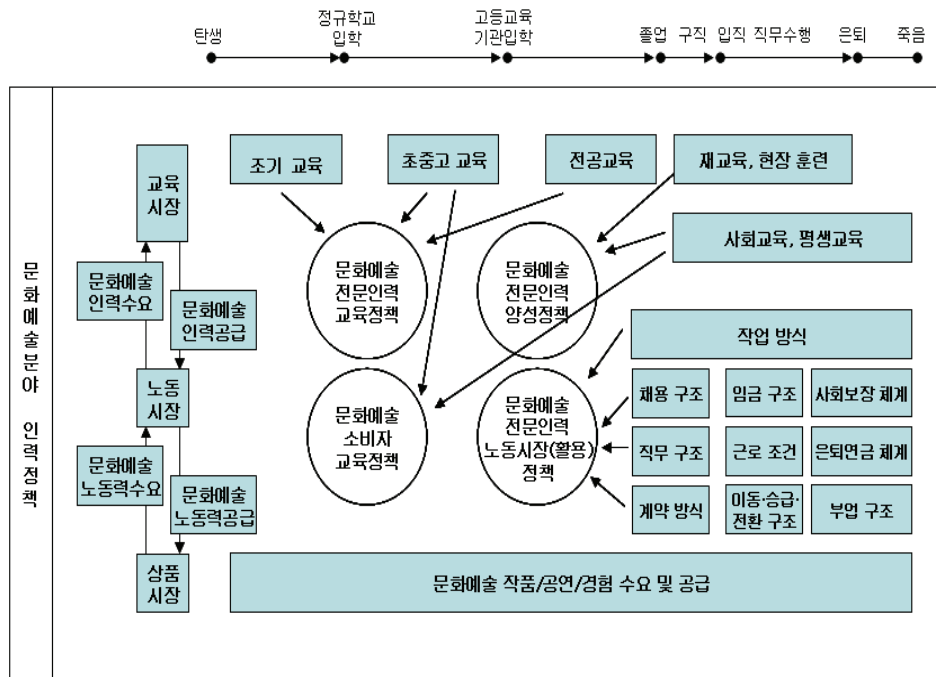 탄생
정규학교
입학
고등교육
기관입학
졸업
구직
입직
직무수행
은퇴
죽음
문화예술분야 인력정책
교육
시장
문화예술
인력수요
문화예술
인력공급
노동
시장
문화예술
노동력수요
문화예술
노동력공급
상품
시장
조기 교육
초중고 교육
전공교육
재교육, 현장 훈련
사회교육, 평생교육
문화예술
전문인력
교육정책
문화예술
전문인력
양성정책
문화예술
소비자
교육정책
문화예술
전문인력
노동시장(활용)
정책
작업 방식
채용 구조
임금 구조
사회보장 체계
직무 구조
근로 조건
은퇴연금 체계
계약 방식
이동·승급·
전환 구조
부업 구조
문화예술 작품/공연/경험 수요 및 공급